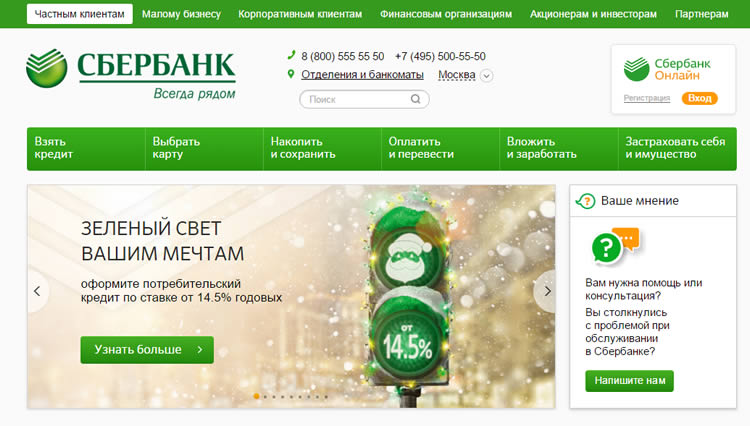 Частным клиентам
Малому бизнесу
Корпоративным клиентам
Финансовым организациям
Акционерам и инвесторам
Партнерам
СБЕРБАНК
Всегда рядом
8 (800) 555 55 50 +7 (495) 500-55-50
Отделения и банкоматы
Москва
Поиск
Сбербанк
Онлайн
Регистрация
Вход
Взять
кредит
Выбрать
карту
Накопить
и сохранить
Оплатить
и перевести
Вложить
и заработать
Застраховать себя
и имущество
ЗЕЛЕНЫЙ СВЕТ
ВАШИМ МЕЧТАМ
оформите потребительский
кредит по ставке от 14.5% годовых
Узнать больше
ОТ
14.5%
Ваше мнение
Вам нужна помощь или
консультация?
Вы столкнулись
с проблемой при
обслуживании
в Сбербанке?
Напишите нам